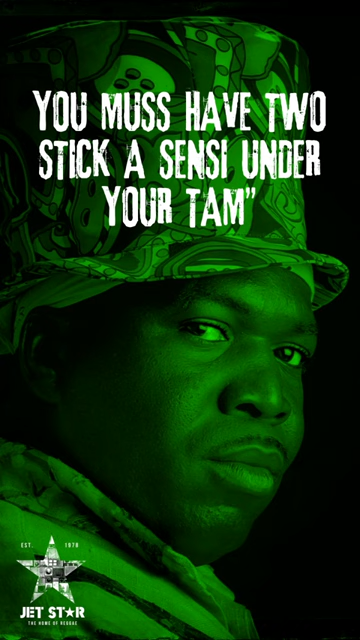 YOU MUSS HAVE TWO
STICK A SENSI UNDER
YOUR TAM”
EST. 1978
JET STAR
THE HOME OF REGGAE